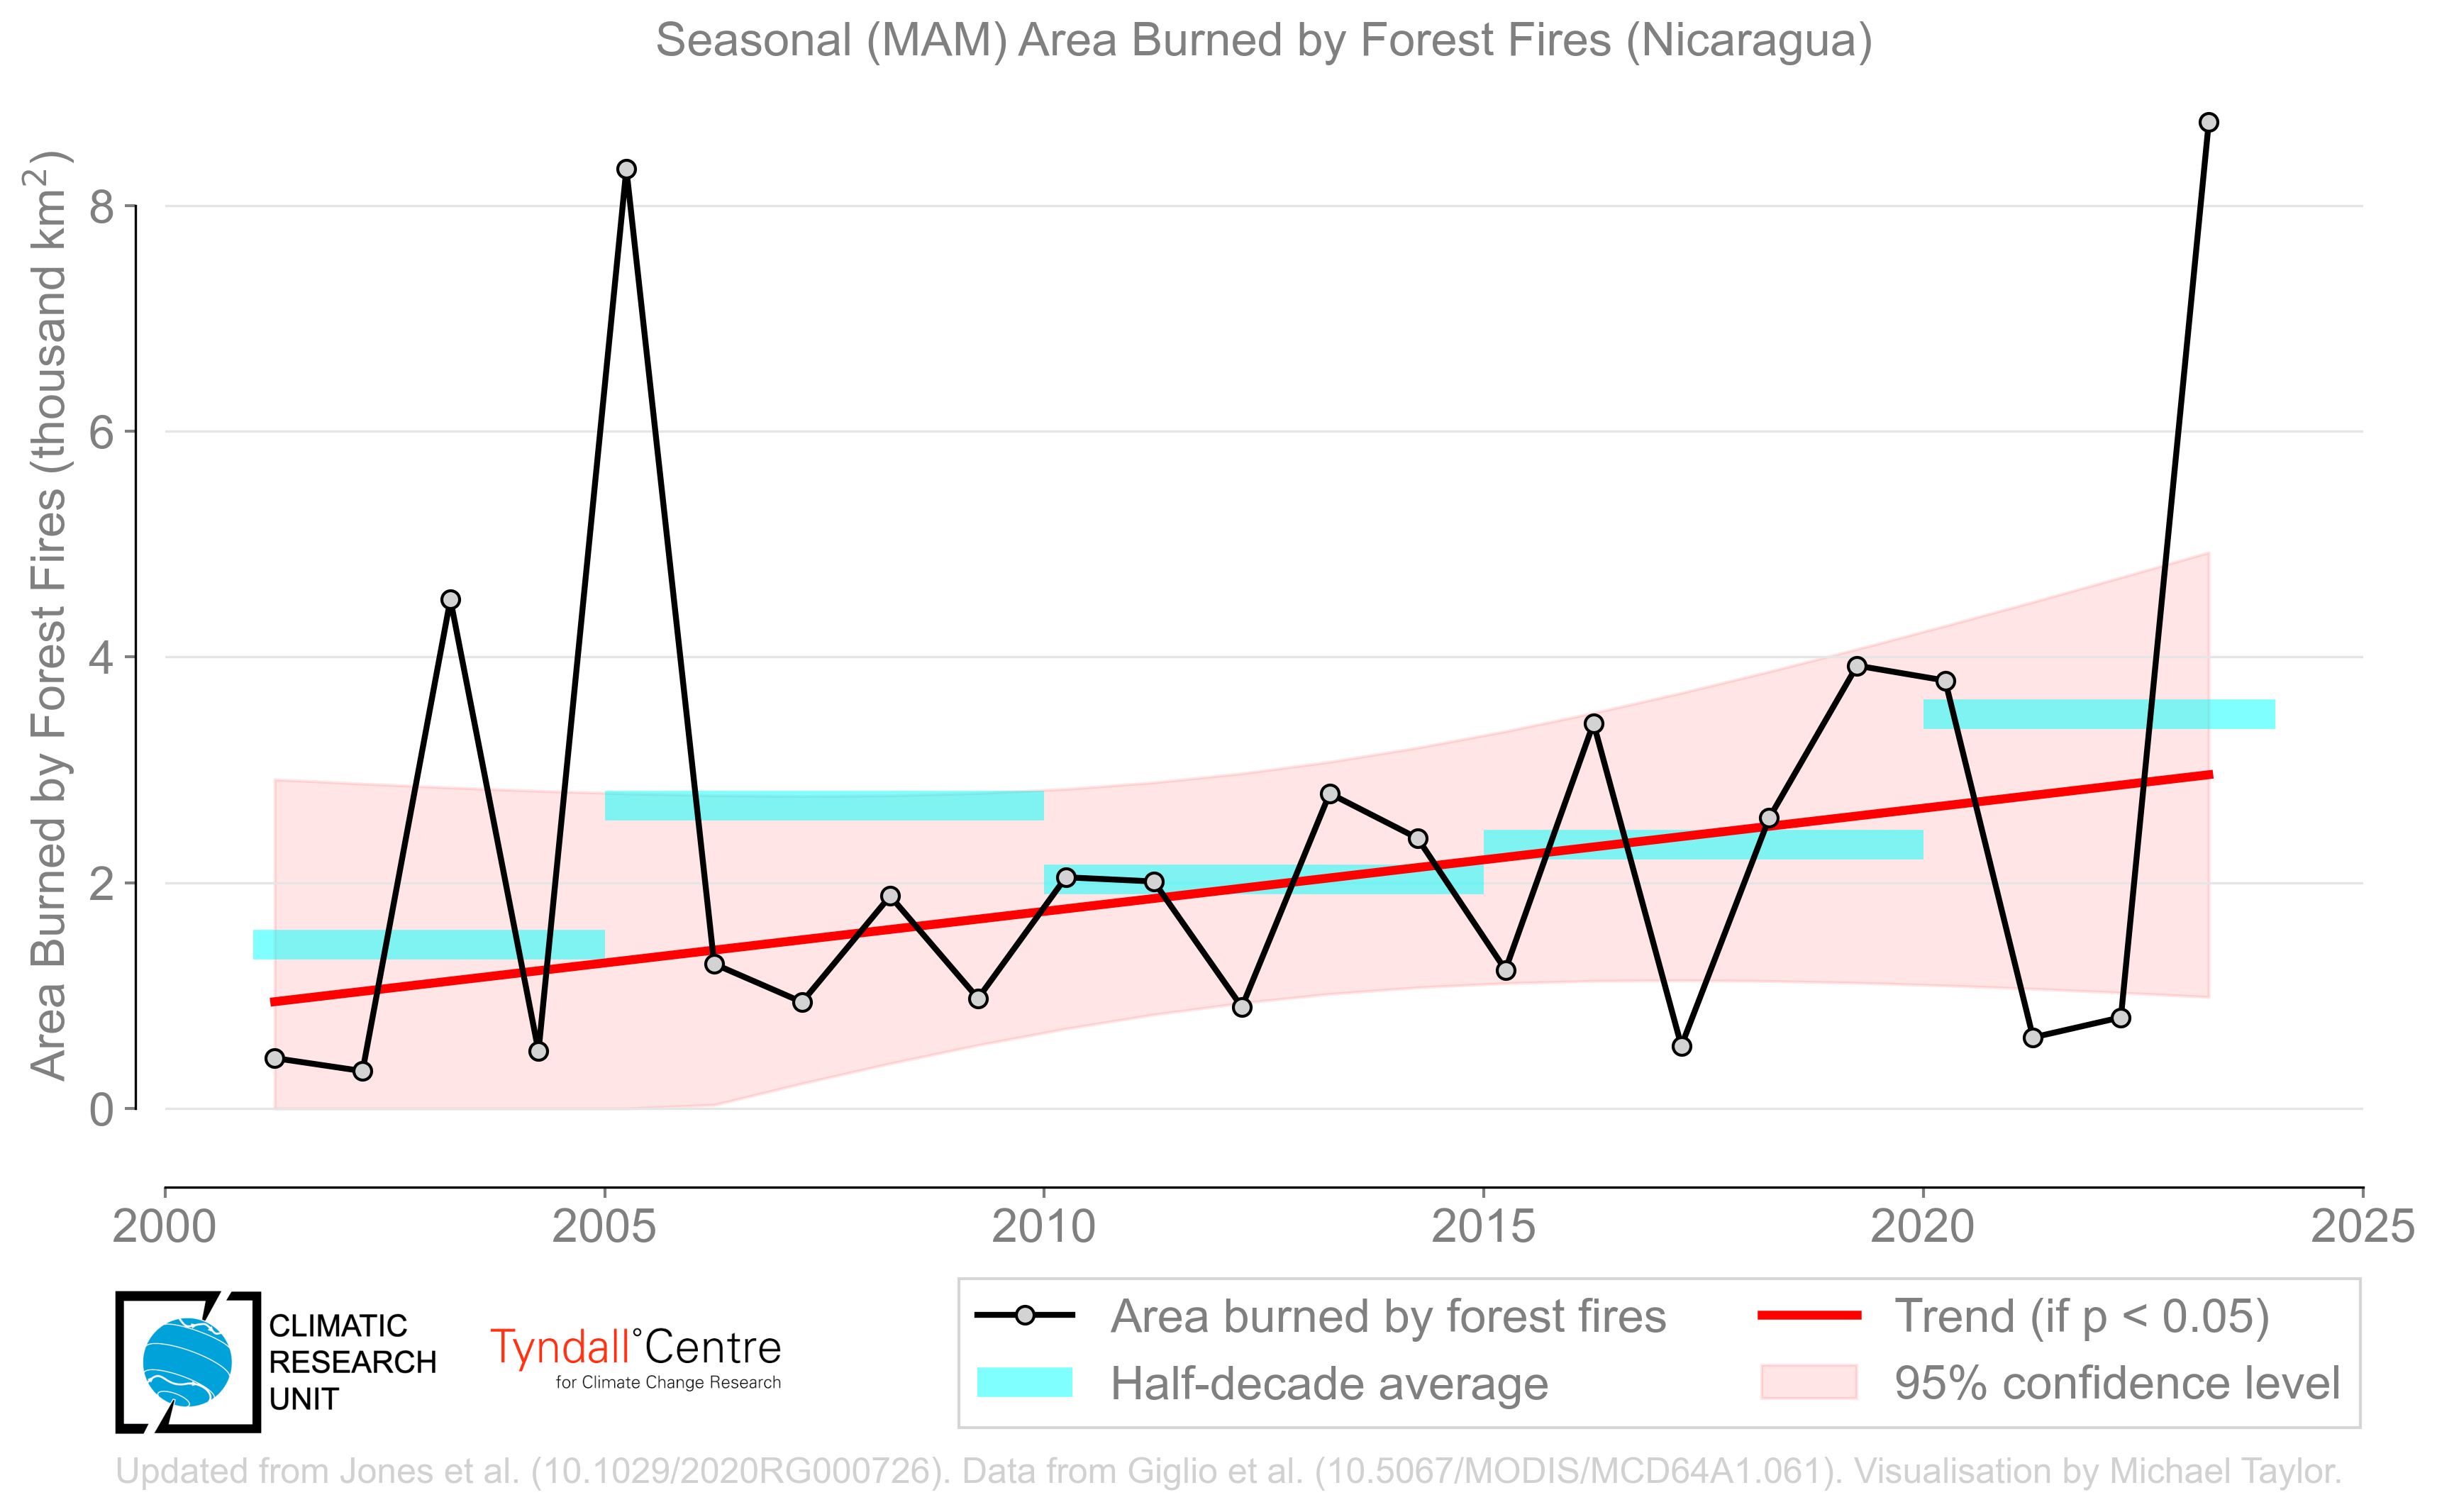 Seasonal (MAM) Area Burned by Forest Fires (Nicaragua)
Area Burned by Forest Fires (thousand km²)
8
6
4
2
0
2000 2005 2010 2015 2020 2025
CLIMATIC
RESEARCH
UNIT
Tyndall°Centre
for Climate Change Research
Area burned by forest fires
Half-decade average
Trend (if p < 0.05)
95% confidence level
Updated from Jones et al. (10.1029/2020RG000726). Data from Giglio et al. (10.5067/MODIS/MCD64A1.061). Visualisation by Michael Taylor.